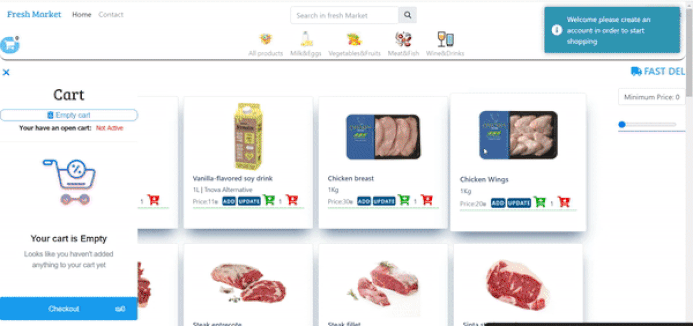 Fresh Market Home Contact
Search in fresh Market
Welcome please create an
account in order to start
shopping
0
All products Milk&Eggs Vegetables&Fruits Meat&Fish Wine&Drinks
FAST DEL
Cart
Empty cart
Your have an open cart: Not Active
Your cart is Empty
Looks like you haven't added
anything to your cart yet
Checkout
Minimum Price: 0
1
Vanilla-flavored soy drink
1L | Tnova Alternative
Price:11₪ ADD UPDATE 1
Chicken breast
1Kg
Price:30₪ ADD UPDATE 1
Chicken Wings
1Kg
Price:20₪ ADD UPDATE 1
Steak entrecote
Steak fillet